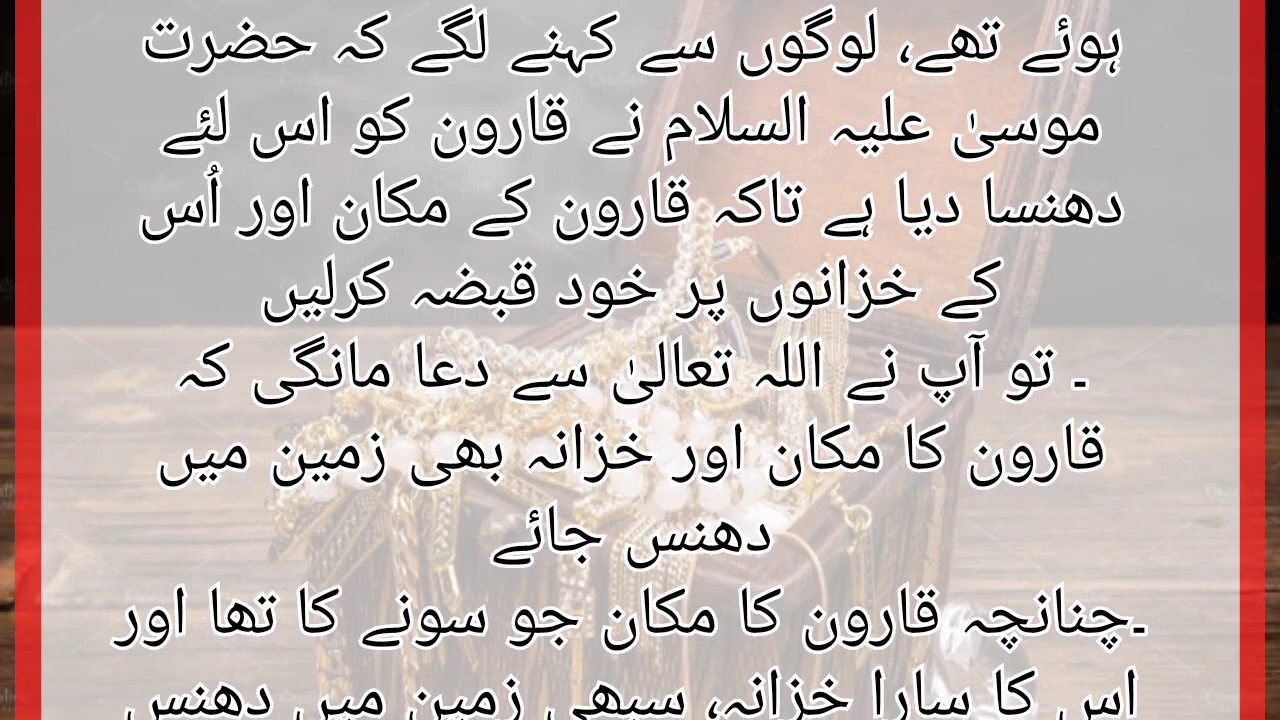 ہوئے تھے، لوگوں سے کہنے لگے کہ حضرت
موسیٰ علیہ السلام نے قارون کو اس لئے
دھنسا دیا ہے تاکہ قارون کے مکان اور اُس
کے خزانوں پر خود قبضہ کرلیں
۔ تو آپ نے اللہ تعالیٰ سے دعا مانگی کہ
قارون کا مکان اور خزانہ بھی زمین میں
دھنس جائے
۔چنانچہ قارون کا مکان جو سونے کا تھا اور
اس کا سارا خزانہ، سبھی زمین میں دھنس